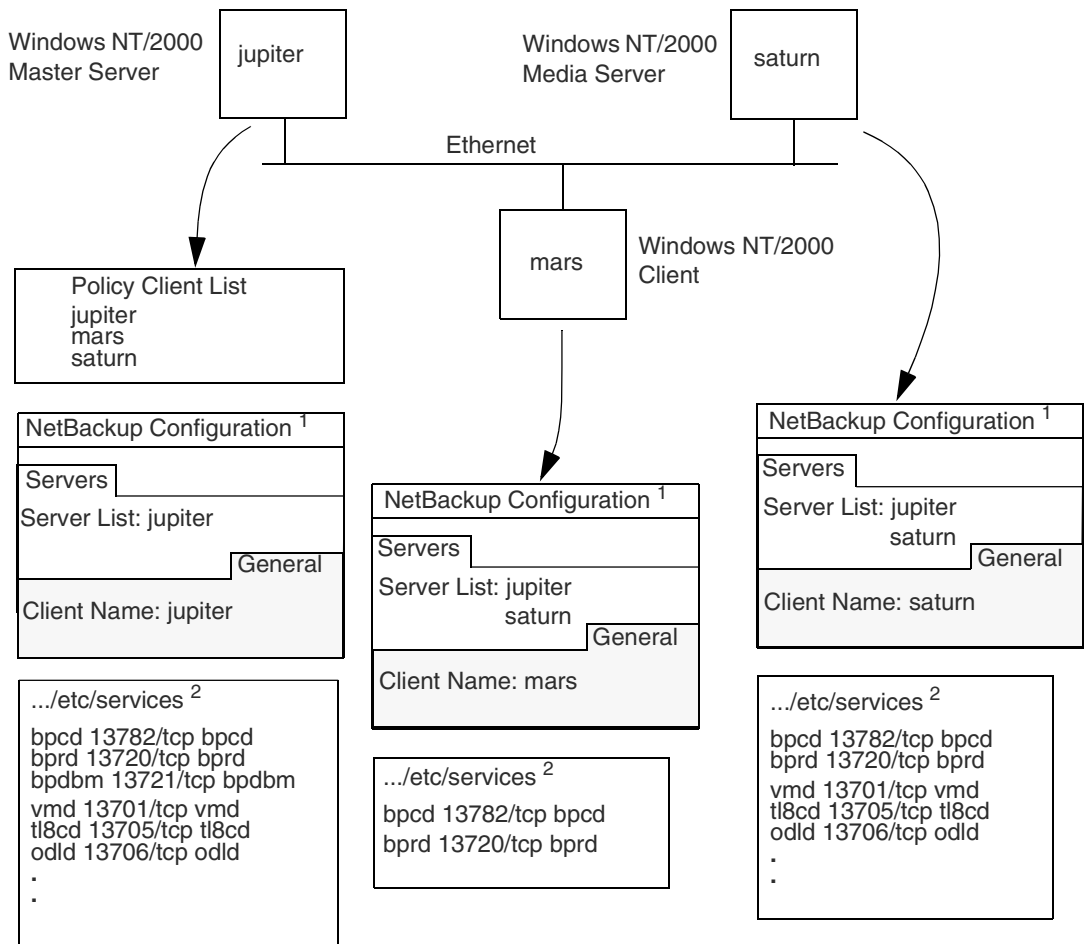 Windows NT/2000
Master Server
jupiter
Windows NT/2000
Media Server
saturn
Ethernet
mars
Windows NT/2000
Client
Policy Client List
jupiter
mars
saturn
NetBackup Configuration 1
Servers
Server List: jupiter
General
Client Name: jupiter
.../etc/services 2
bpcd 13782/tcp bpcd
bprd 13720/tcp bprd
bpdbm 13721/tcp bpdbm
vmd 13701/tcp vmd
tl8cd 13705/tcp tl8cd
odld 13706/tcp odld
.
.
NetBackup Configuration 1
Servers
Server List: jupiter
saturn
General
Client Name: mars
.../etc/services 2
bpcd 13782/tcp bpcd
bprd 13720/tcp bprd
NetBackup Configuration 1
Servers
Server List: jupiter
saturn
General
Client Name: saturn
.../etc/services 2
bpcd 13782/tcp bpcd
bprd 13720/tcp bprd
vmd 13701/tcp vmd
tl8cd 13705/tcp tl8cd
odld 13706/tcp odld
.
.